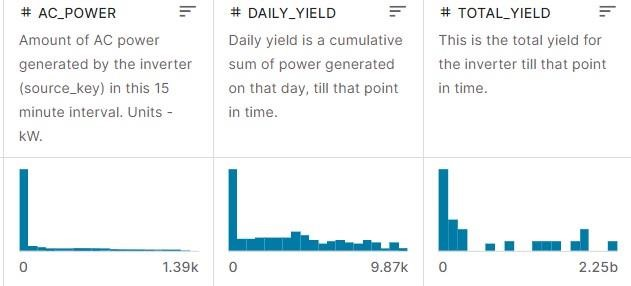 # AC_POWER
Amount of AC power
generated by the inverter
(source_key) in this 15
minute interval. Units -
kW.
0 1.39k
# DAILY_YIELD
Daily yield is a cumulative
sum of power generated
on that day, till that point
in time.
0 9.87k
# TOTAL_YIELD
This is the total yield for
the inverter till that point
in time.
0 2.25b